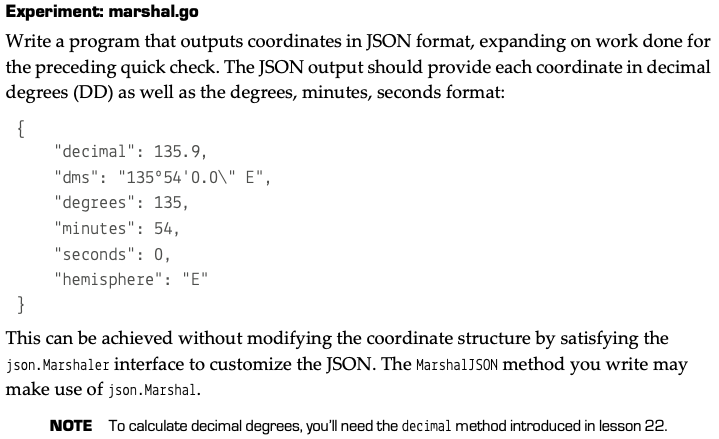 Experiment: marshal.go
Write a program that outputs coordinates in JSON format, expanding on work done for
the preceding quick check. The JSON output should provide each coordinate in decimal
degrees (DD) as well as the degrees, minutes, seconds format:
{
    "decimal": 135.9,
    "dms": "135°54'0.0\" E",
    "degrees": 135,
    "minutes": 54,
    "seconds": 0,
    "hemisphere": "E"
}
This can be achieved without modifying the coordinate structure by satisfying the
json.Marshaler interface to customize the JSON. The MarshalJSON method you write may
make use of json.Marshal.
NOTE To calculate decimal degrees, you'll need the decimal method introduced in lesson 22.